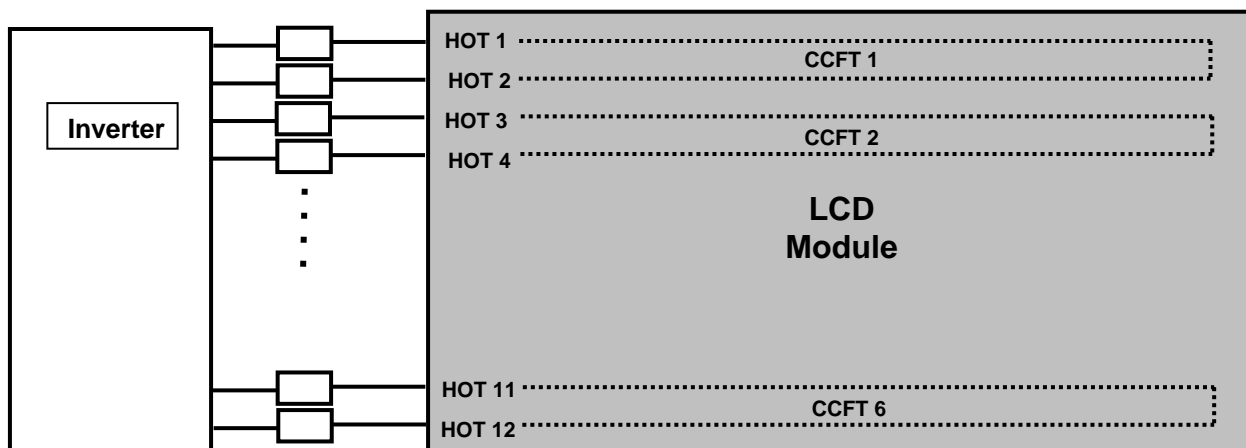 Inverter
HOT 1
CCFT 1
HOT 2
HOT 3
CCFT 2
HOT 4
LCD
Module
HOT 11
CCFT 6
HOT 12